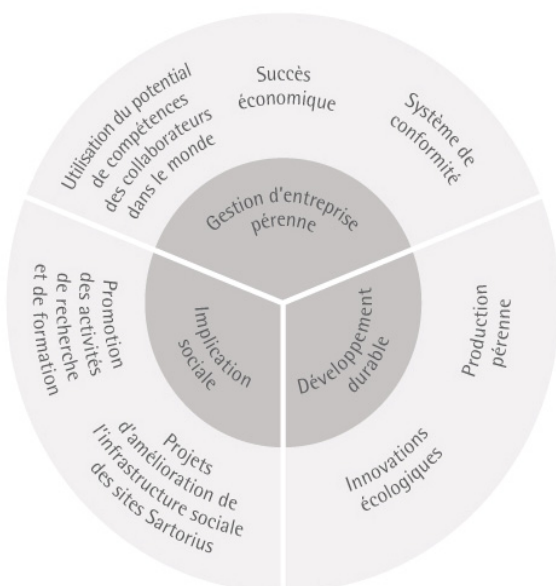 Utilisation du potentiel
de compétences
des collaborateurs
dans le monde
Succès
économique
Système de
conformité
Gestion d'entreprise
pérenne
Promotion
des activités
de recherche
et de formation
Implication
sociale
Développement
durable
Production
pérenne
Projets
d'amélioration de
l'infrastructure sociale
des sites Sartorius
Innovations
écologiques